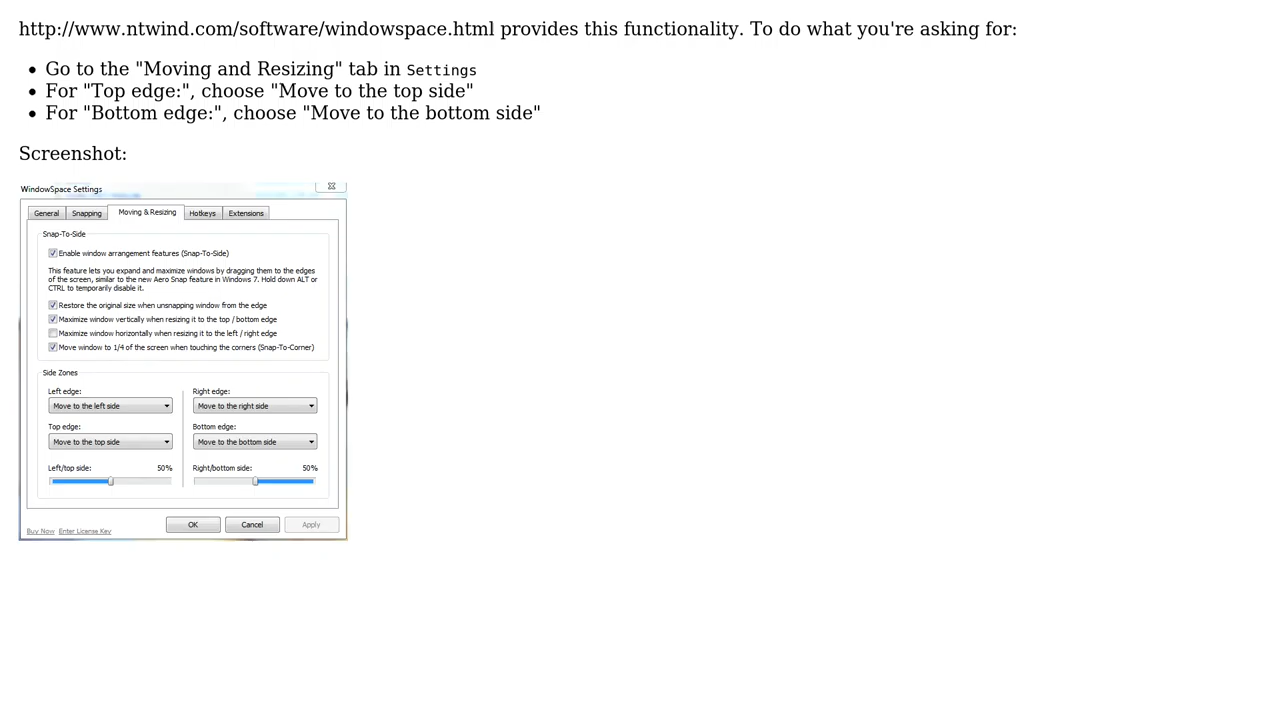 http://www.ntwind.com/software/windowspace.html provides this functionality. To do what you're asking for:
• Go to the "Moving and Resizing" tab in Settings
• For "Top edge:", choose "Move to the top side"
• For "Bottom edge:", choose "Move to the bottom side"
Screenshot:
WindowSpace Settings
General Snapping Moving & Resizing Hotkeys Extensions
Snap-To-Side
Enable window arrangement features (Snap-To-Side)
This feature lets you expand and maximize windows by dragging them to the edges
of the screen, similar to the new Aero Snap feature in Windows 7. Hold down ALT or
CTRL to temporarily disable it.
Restore the original size when unsnapping window from the edge
Maximize window vertically when resizing it to the top / bottom edge
Maximize window horizontally when resizing it to the left / right edge
Move window to 1/4 of the screen when touching the corners (Snap-To-Corner)
Side Zones
Left edge: Right edge:
Move to the left side Move to the right side
Top edge: Bottom edge:
Move to the top side Move to the bottom side
Left/top side: 50% Right/bottom side: 50%
Buy Now Enter License Key OK Cancel Apply